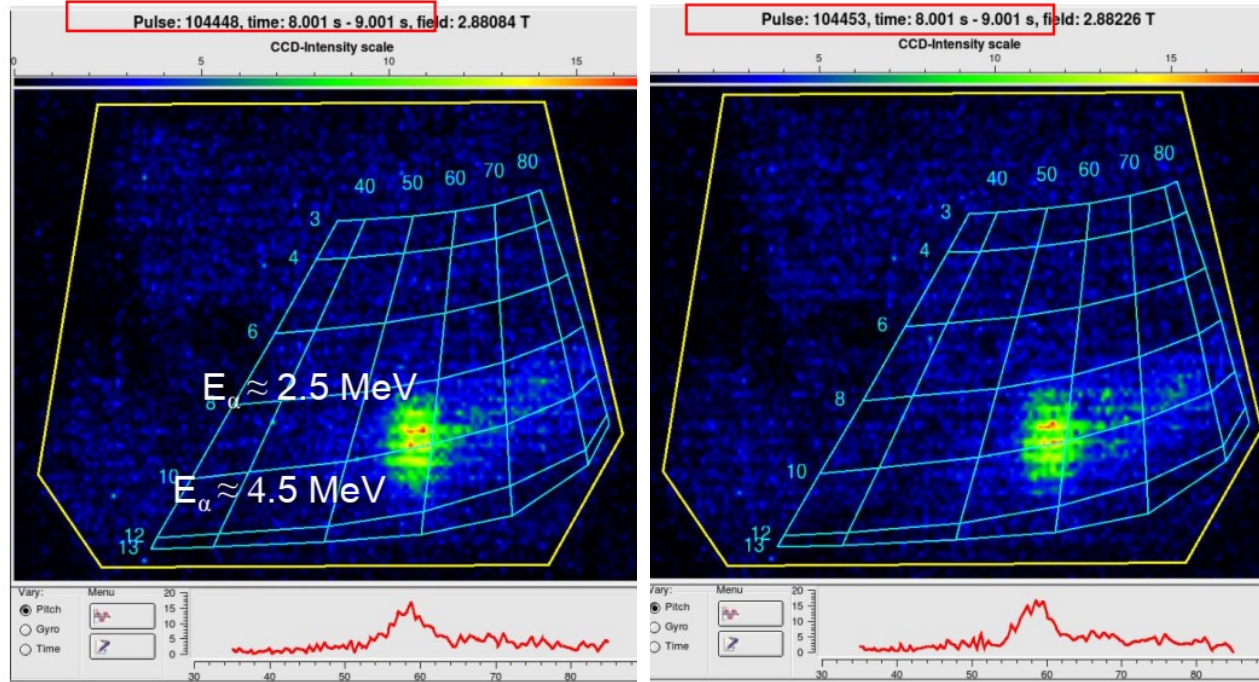 Pulse: 104448, time: 8.001 s - 9.001 s, field: 2.88084 T
CCD-Intensity scale
0 5 10 15
40 50 60 70 80
3
4
6
8
10
12
13
Eα ≈ 2.5 MeV
Eα ≈ 4.5 MeV
Vary: Menu
Pitch
Gyro
Time
20
15
10
5
0
30 40 50 60 70 80
Pulse: 104453, time: 8.001 s - 9.001 s, field: 2.88226 T
CCD-Intensity scale
5 10 15
40 50 60 70 80
3
4
6
8
10
12
13
Vary: Menu
Pitch
Gyro
Time
20
15
10
5
0
30 40 50 60 70 80